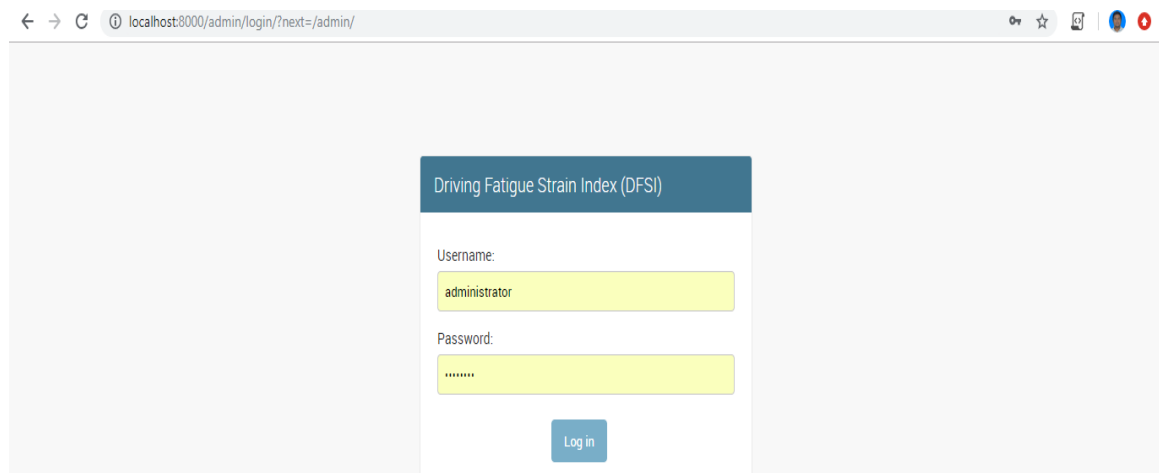 localhost:8000/admin/login/?next=/admin/
Driving Fatigue Strain Index (DFSI)
Username:
administrator
Password:
••••••••
Log in